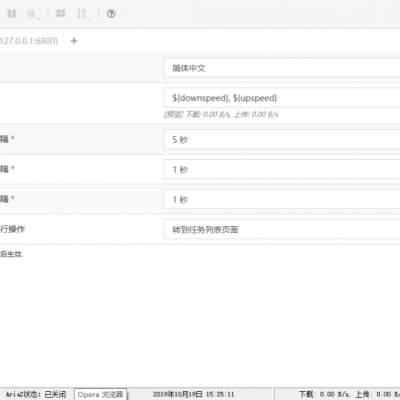 127.0.0.1:6800)
简体中文
${downspeed}, ${upspeed}
[预览] 下载: 0.00 B/s, 上传: 0.00 B/s
隔 * 5 秒
隔 * 1 秒
隔 * 1 秒
行操作 转到任务列表页面
后生效.
Aria2状态: 已关闭 Opera 浏览器 2019年10月19日 15:25:11 下载: 0.00 B/s, 上传: 0.00 B/s